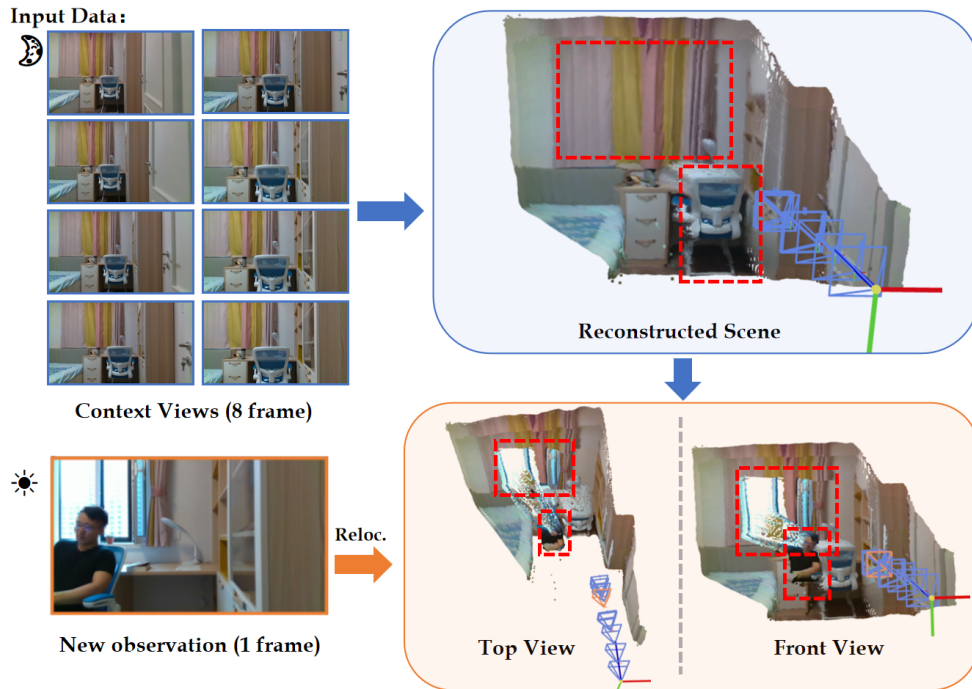 Input Data:
Reconstructed Scene
Context Views (8 frame)
Reloc.
New observation (1 frame)
Top View
Front View